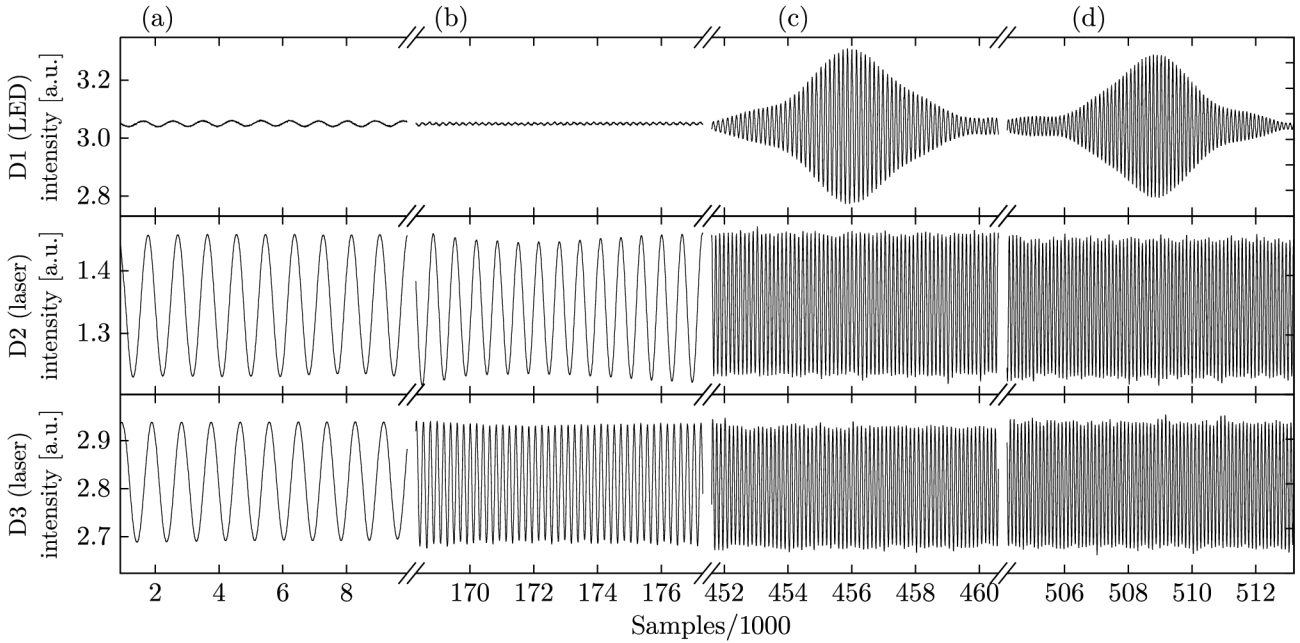 (a) (b) (c) (d)
D1 (LED)
intensity [a.u.]
3.2
3.0
2.8
D2 (laser)
intensity [a.u.]
1.4
1.3
D3 (laser)
intensity [a.u.]
2.9
2.8
2.7
2 4 6 8 170 172 174 176 452 454 456 458 460 506 508 510 512
Samples/1000